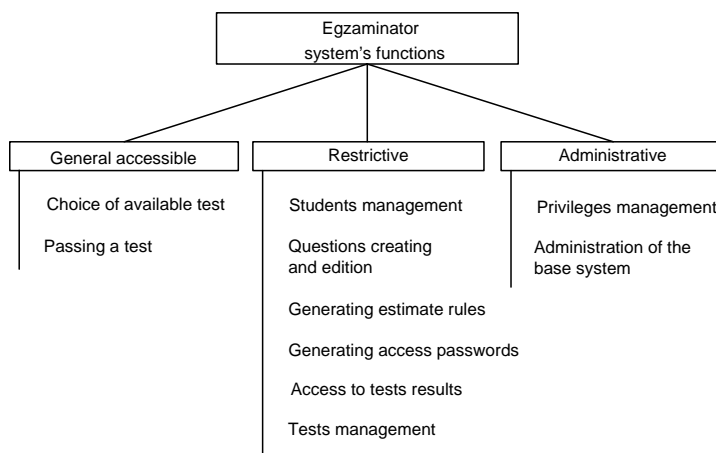 Egzaminator
system's functions
General accessible
Choice of available test
Passing a test
Restrictive
Students management
Questions creating
and edition
Generating estimate rules
Generating access passwords
Access to tests results
Tests management
Administrative
Privileges management
Administration of the
base system